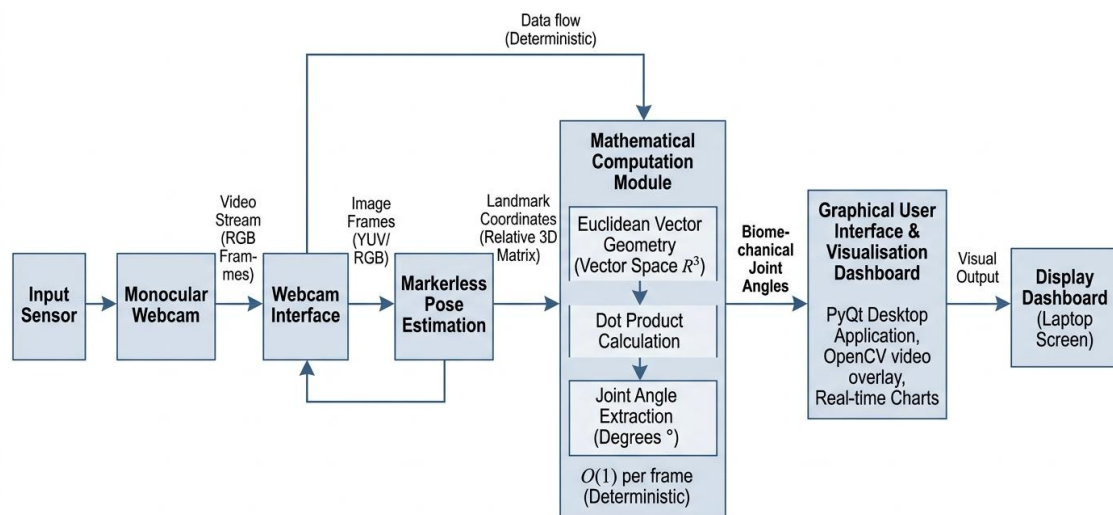 Data flow
(Deterministic)
Input
Sensor
Monocular
Webcam
Video
Stream
(RGB
Fram-
mes)
Webcam
Interface
Image
Frames
(YUV/
RGB)
Markerless
Pose
Estimation
Landmark
Coordinates
(Relative 3D
Matrix)
Mathematical
Computation
Module
Euclidean Vector
Geometry
(Vector Space R³)
Dot Product
Calculation
Joint Angle
Extraction
(Degrees °)
O(1) per frame
(Deterministic)
Biome-
chanical
Joint
Angles
Graphical User
Interface &
Visualisation
Dashboard
PyQt Desktop
Application,
OpenCV video
overlay,
Real-time Charts
Visual
Output
Display
Dashboard
(Laptop
Screen)